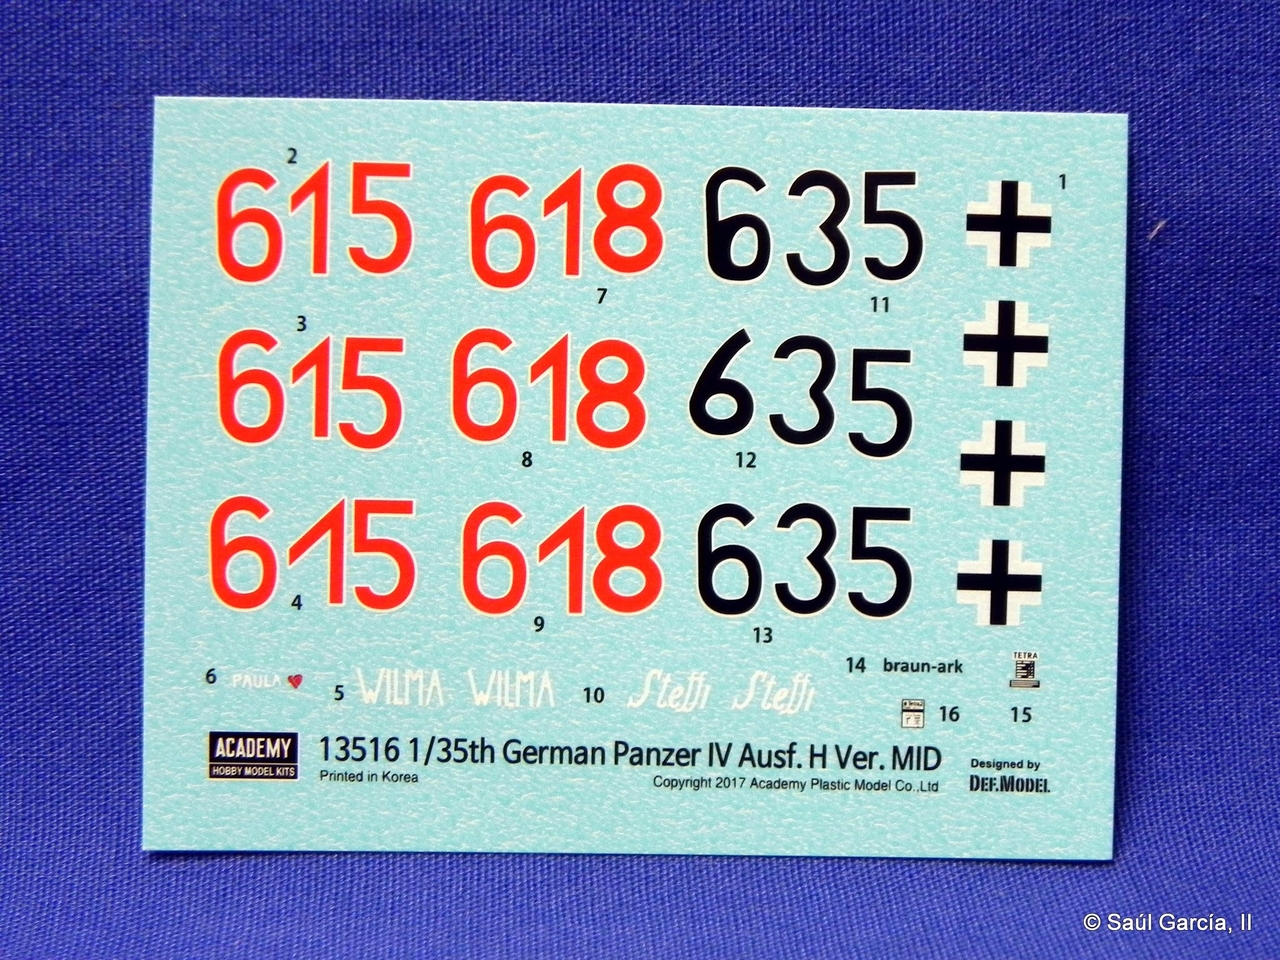 2
615 618 635 1
7 11
3
615 618 635
8 12
615 618 635
4 9 13
6 PAULA 5 WILMA WILMA 10 Steffi Steffi 14 braun-ark TETRA
16 15
ACADEMY
HOBBY MODEL KITS
13516 1/35th German Panzer IV Ausf. H Ver. MID
Printed in Korea
Copyright 2017 Academy Plastic Model Co.,Ltd
Designed by
DEF.MODEL
© Saúl García, II